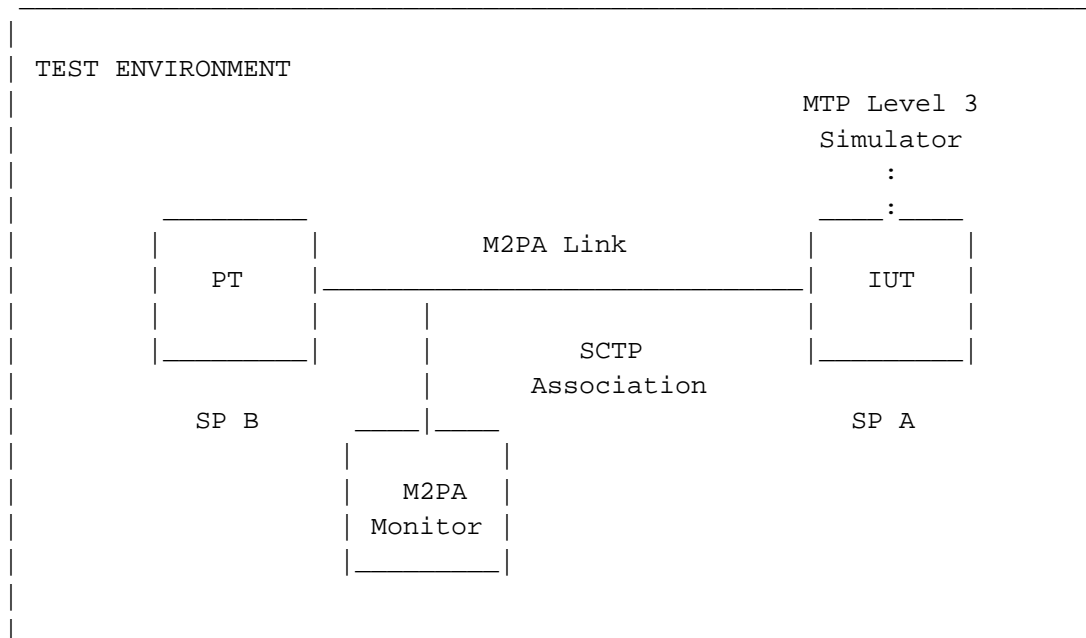 TEST ENVIRONMENT
MTP Level 3
Simulator
:
:
M2PA Link
PT
IUT
SCTP
Association
SP B
SP A
M2PA
Monitor